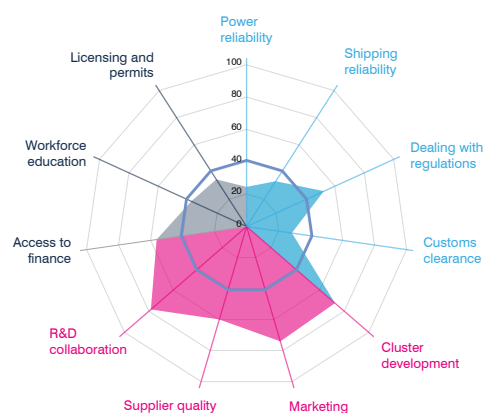 Power
reliability
Licensing and
permits
Shipping
reliability
100
80
60
40
20
0
Workforce
education
Dealing with
regulations
Access to
finance
Customs
clearance
R&D
collaboration
Cluster
development
Supplier quality
Marketing